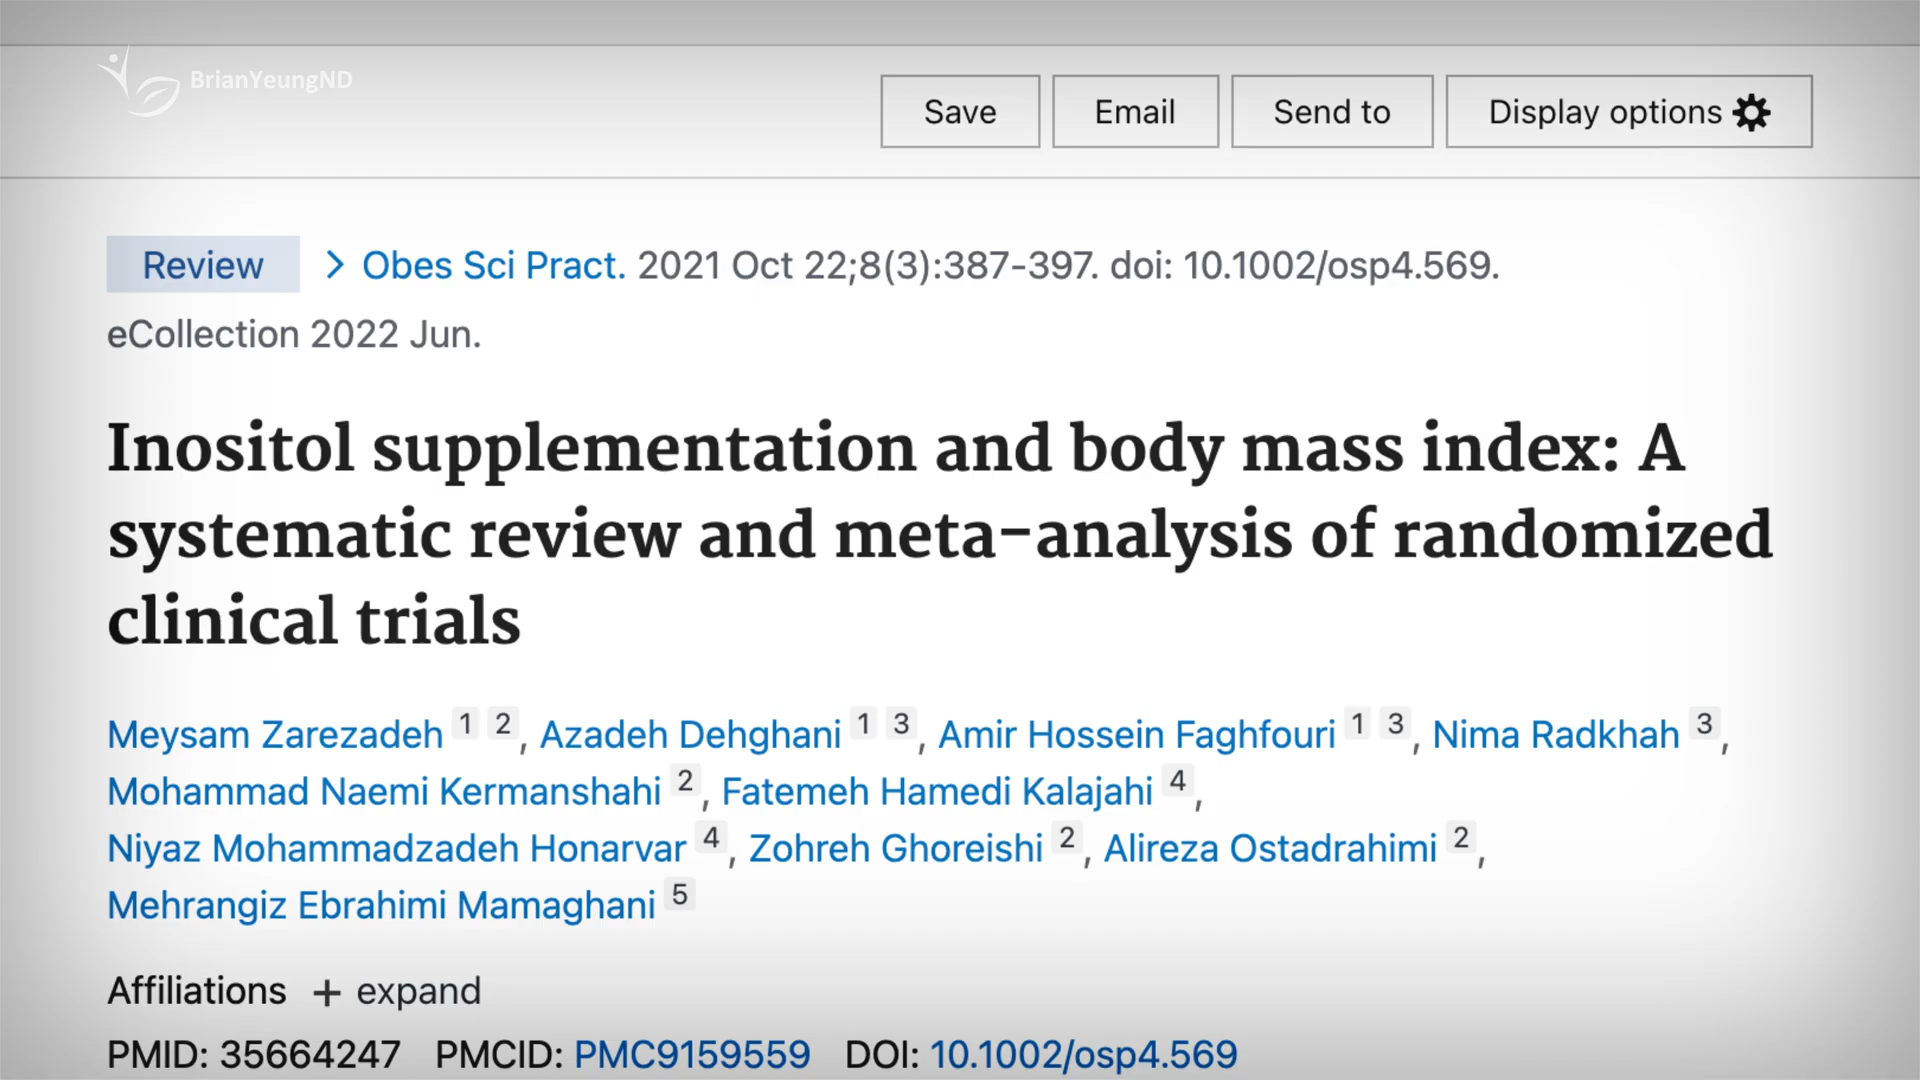 BrianYeungND
Save Email Send to Display options
Review > Obes Sci Pract. 2021 Oct 22;8(3):387-397. doi: 10.1002/osp4.569.
eCollection 2022 Jun.
Inositol supplementation and body mass index: A
systematic review and meta-analysis of randomized
clinical trials
Meysam Zarezadeh 1 2, Azadeh Dehghani 1 3, Amir Hossein Faghfouri 1 3, Nima Radkhah 3,
Mohammad Naemi Kermanshahi 2, Fatemeh Hamedi Kalajahi 4,
Niyaz Mohammadzadeh Honarvar 4, Zohreh Ghoreishi 2, Alireza Ostadrahimi 2,
Mehrangiz Ebrahimi Mamaghani 5
Affiliations + expand
PMID: 35664247 PMCID: PMC9159559 DOI: 10.1002/osp4.569